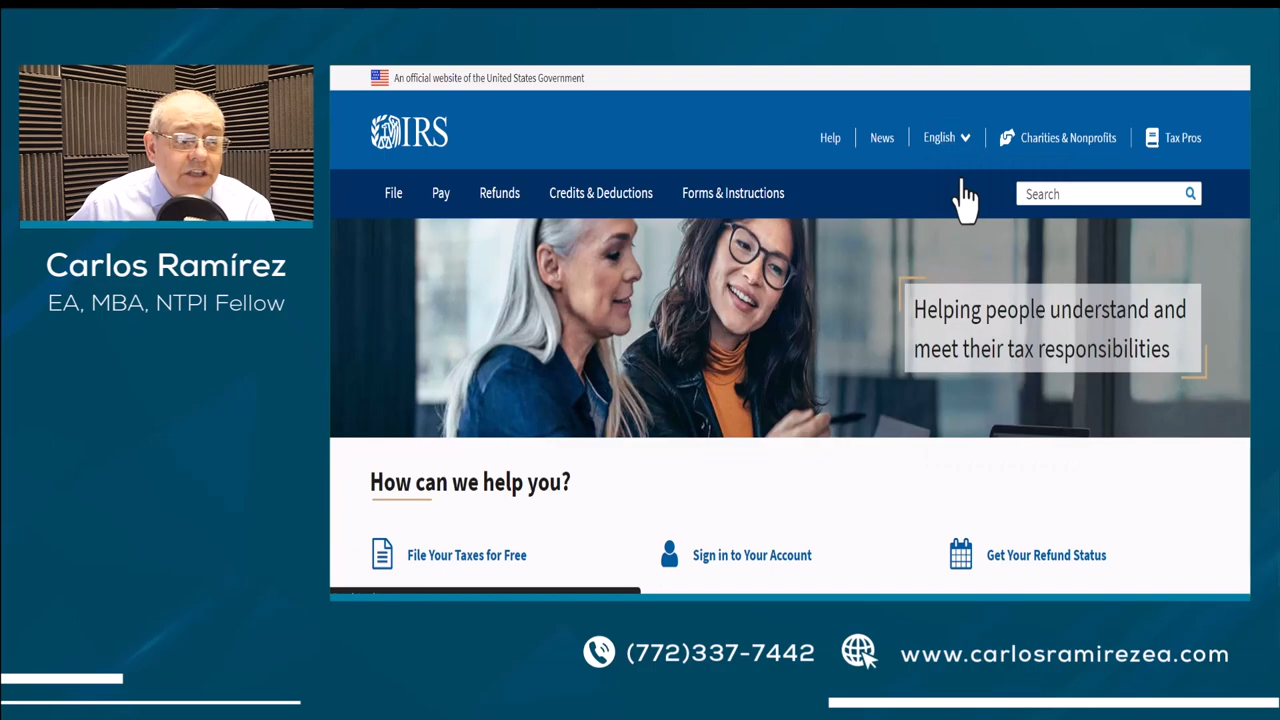 An official website of the United States Government
IRS
Help
News
English
Charities & Nonprofits
Tax Pros
File
Pay
Refunds
Credits & Deductions
Forms & Instructions
Search
Helping people understand and
meet their tax responsibilities
Carlos Ramírez
EA, MBA, NTPI Fellow
How can we help you?
File Your Taxes for Free
Sign in to Your Account
Get Your Refund Status
(772)337-7442
www.carlosramirezea.com